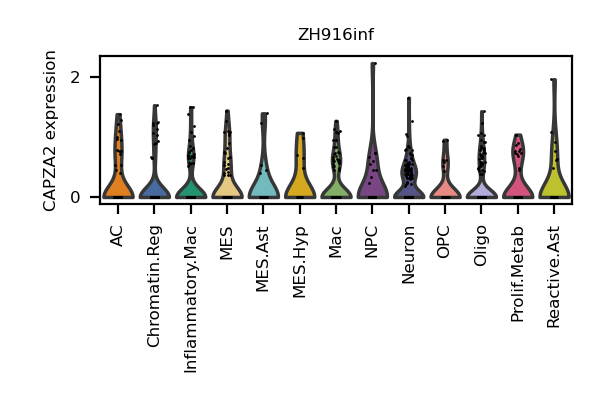 ZH916inf
CAPZA2 expression
2
0
AC
Chromatin.Reg
Inflammatory.Mac
MES
MES.Ast
MES.Hyp
Mac
NPC
Neuron
OPC
Oligo
Prolif.Metab
Reactive.Ast